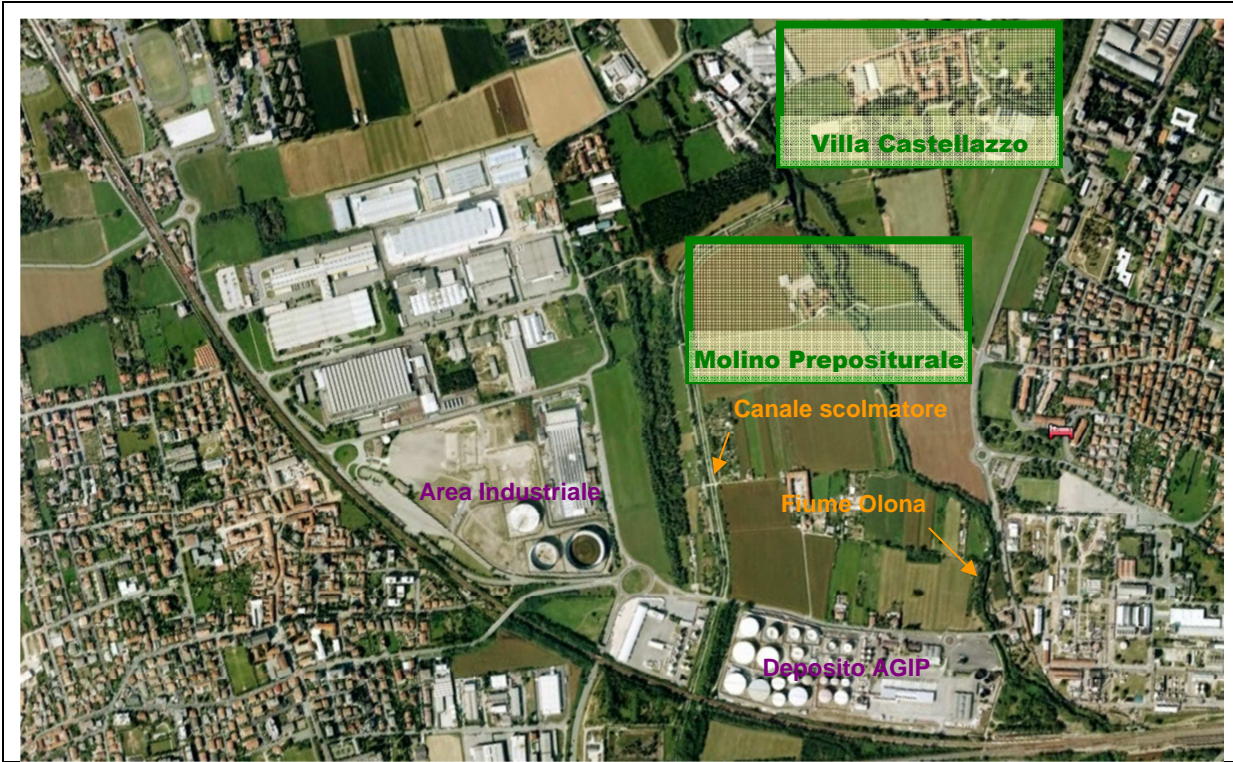 Villa Castellazzo
Molino Prepositurale
Canale scolmatore
Area Industriale
Fiume Olona
Deposito AGIP